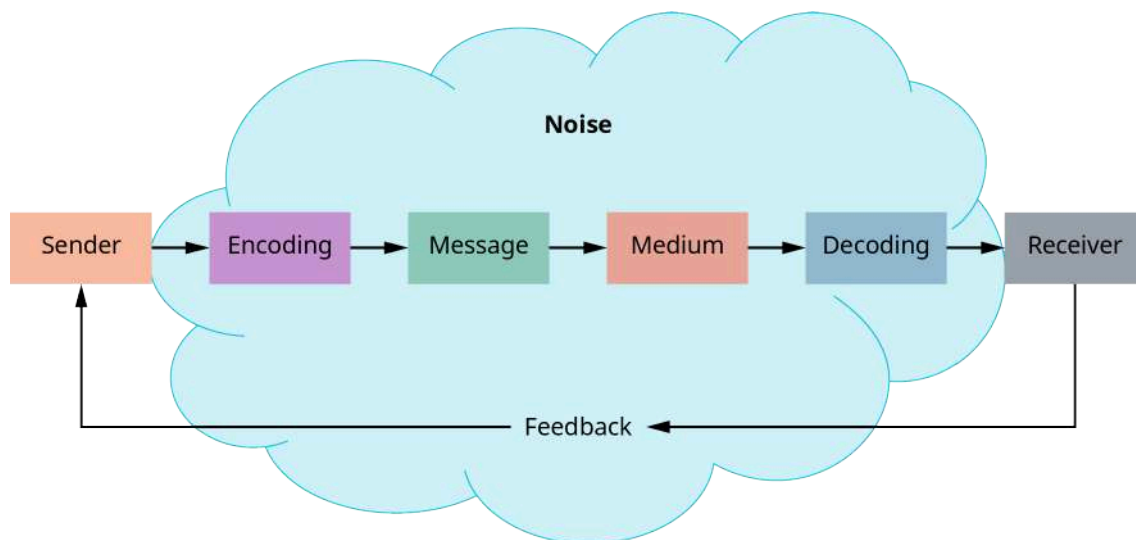 Noise
Sender
Encoding
Message
Medium
Decoding
Receiver
Feedback